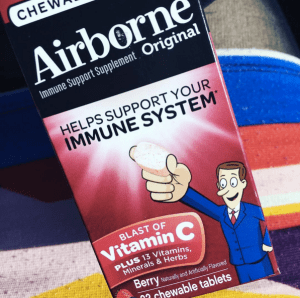 Airborne
Immune Support Supplement Original
HELPS SUPPORT YOUR
IMMUNE SYSTEM*
BLAST OF
Vitamin C
PLUS 13 Vitamins,
Minerals & Herbs
Berry Naturally and Artificially Flavored
chewable tablets